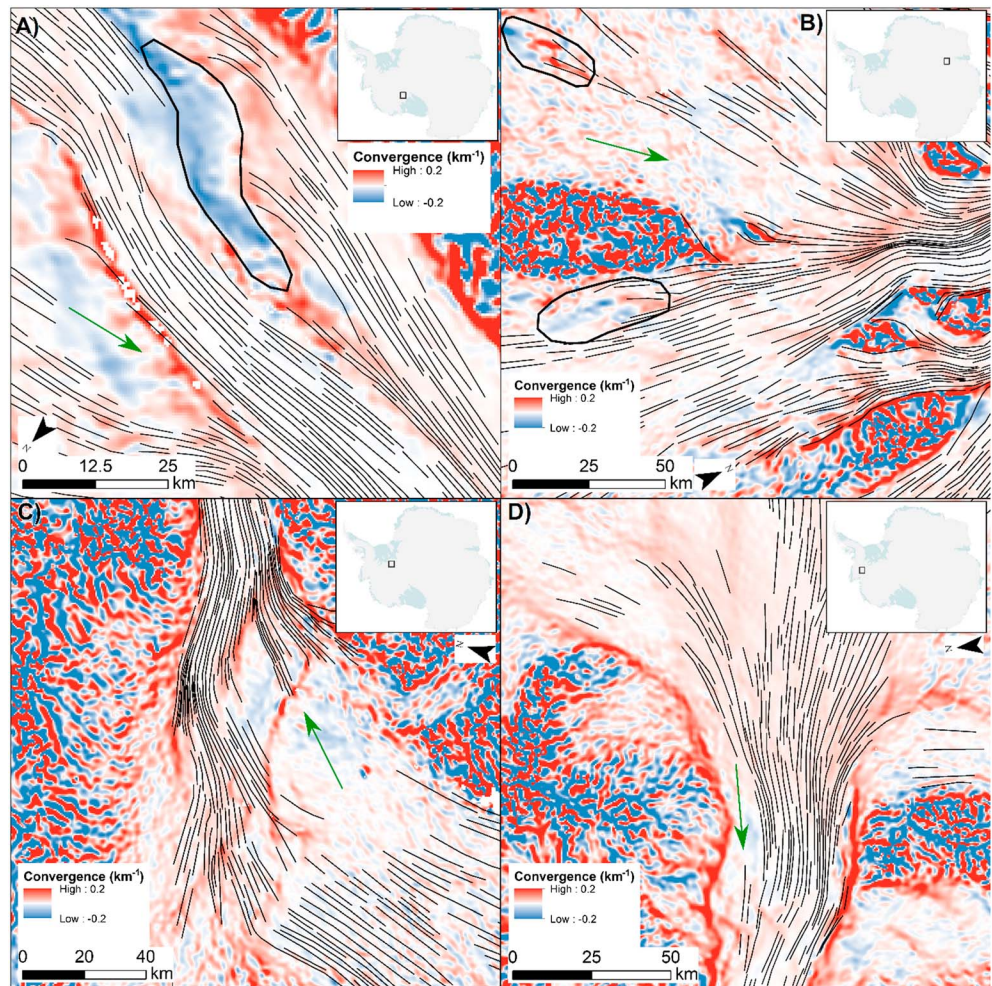 A)
Convergence (km-1)
High : 0.2
Low : -0.2
N
0 12.5 25
km
B)
Convergence (km-1)
High : 0.2
Low : -0.2
0 25 50
km
N
C)
N
Convergence (km-1)
High : 0.2
Low : -0.2
0 20 40
km
D)
N
Convergence (km-1)
High : 0.2
Low : -0.2
0 25 50
km